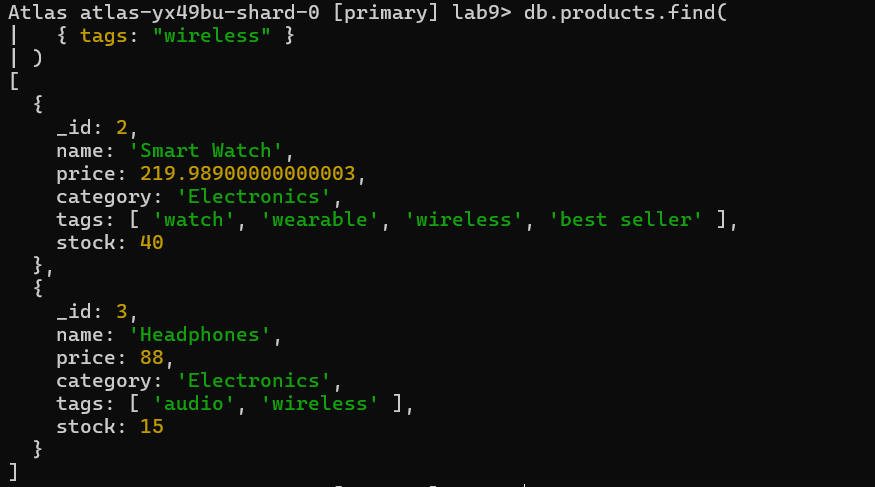 Atlas atlas-yx49bu-shard-0 [primary] lab9> db.products.find(
|   { tags: "wireless" }
| )
[
  {
    _id: 2,
    name: 'Smart Watch',
    price: 219.98900000000003,
    category: 'Electronics',
    tags: [ 'watch', 'wearable', 'wireless', 'best seller' ],
    stock: 40
  },
  {
    _id: 3,
    name: 'Headphones',
    price: 88,
    category: 'Electronics',
    tags: [ 'audio', 'wireless' ],
    stock: 15
  }
]